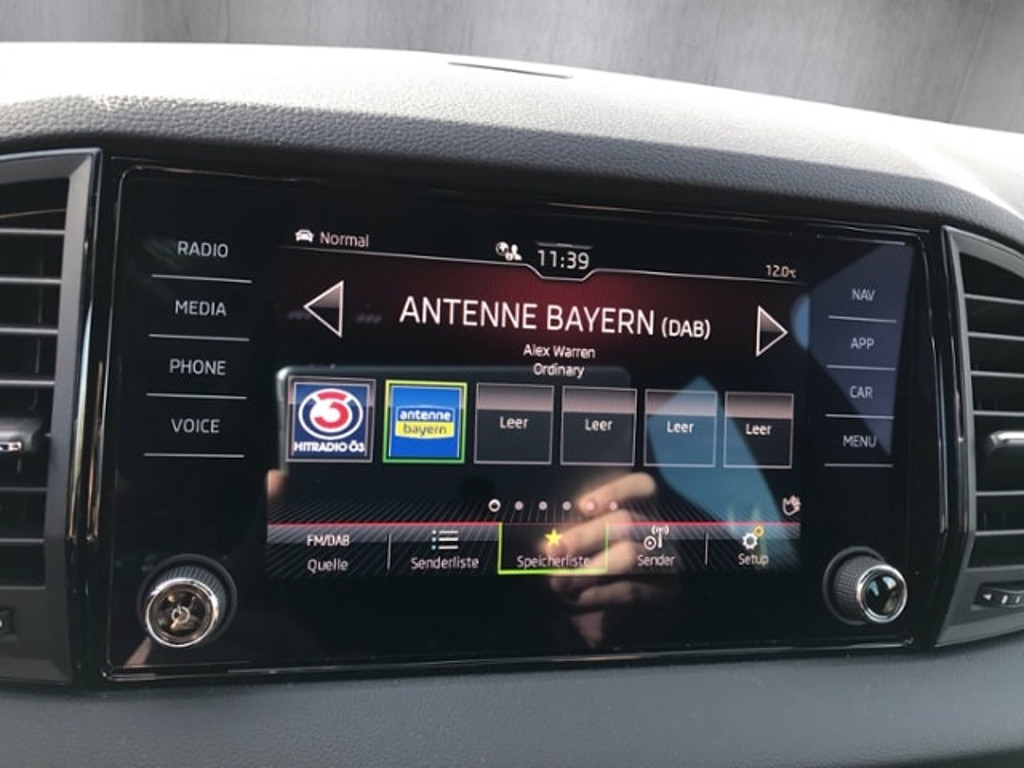 RADIO
MEDIA
PHONE
VOICE
Normal
11:39
12.0°C
ANTENNE BAYERN (DAB)
Alex Warren
Ordinary
3
HITRADIO Ö3
antenne
bayern
Leer
Leer
Leer
Leer
FM/DAB
Quelle
Senderliste
Speicherliste
Sender
Setup
NAV
APP
CAR
MENU